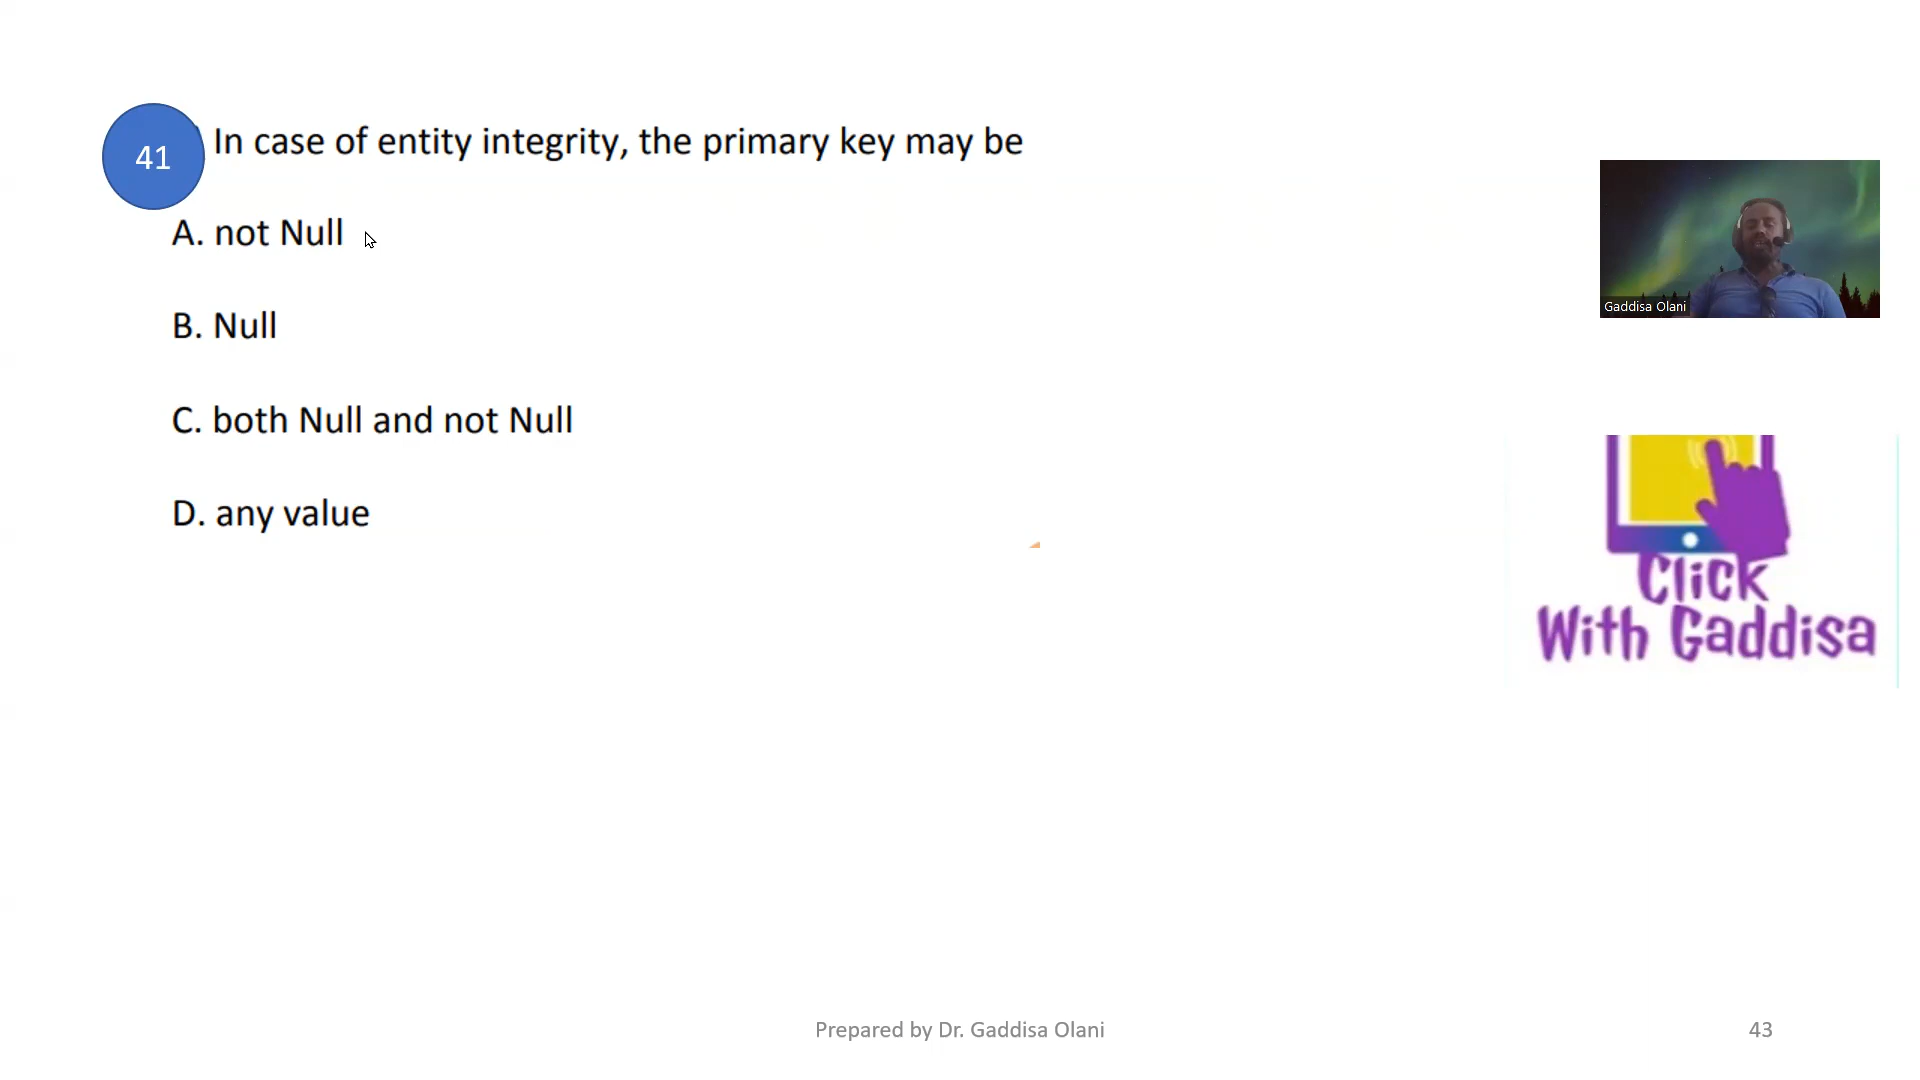 41
In case of entity integrity, the primary key may be
A. not Null
B. Null
C. both Null and not Null
D. any value
Gaddisa Olani
Click
With Gaddisa
Prepared by Dr. Gaddisa Olani
43